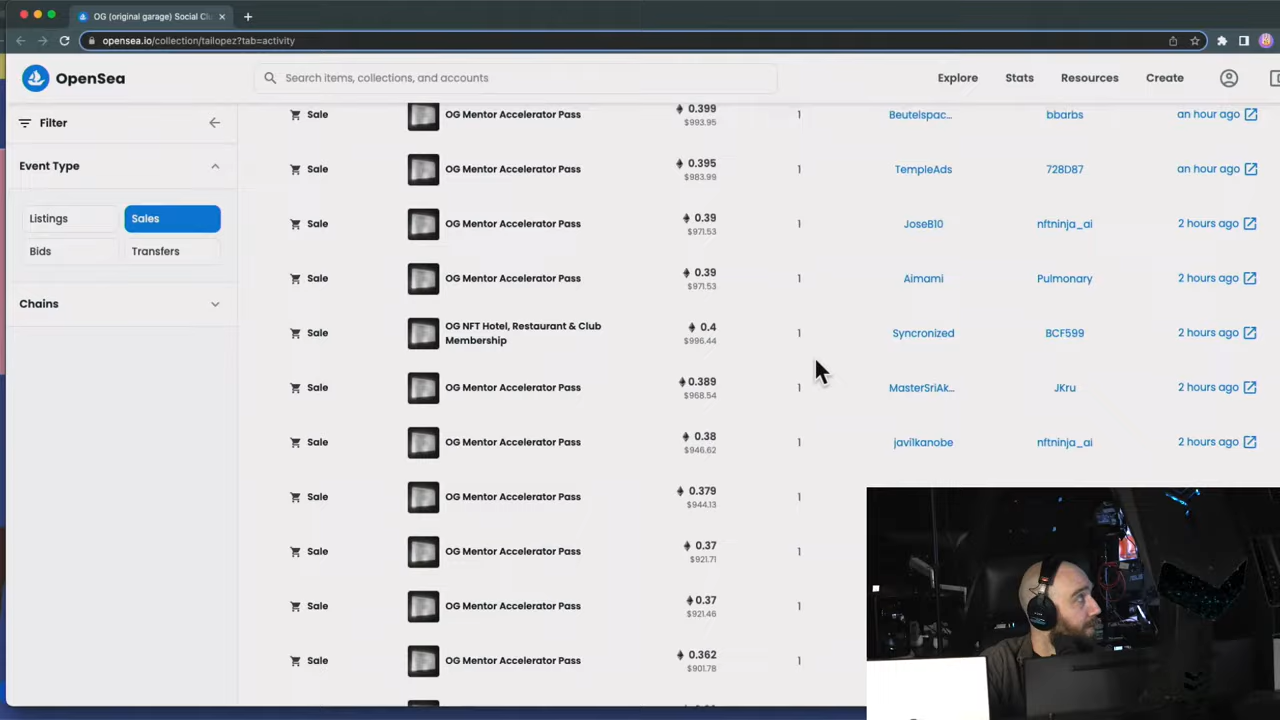 OG (original garage) Social Cl
opensea.io/collection/tailopez?tab=activity
OpenSea
Search items, collections, and accounts
Explore
Stats
Resources
Create
Filter
Event Type
Listings
Sales
Bids
Transfers
Chains
Sale OG Mentor Accelerator Pass 0.399 1 Beutelspac... bbarbs an hour ago
$993.95
Sale OG Mentor Accelerator Pass 0.395 1 TempleAds 728D87 an hour ago
$983.99
Sale OG Mentor Accelerator Pass 0.39 1 JoseB10 nftninja_ai 2 hours ago
$971.53
Sale OG Mentor Accelerator Pass 0.39 1 Aimami Pulmonary 2 hours ago
$971.53
Sale OG NFT Hotel, Restaurant & Club 0.4 1 Syncronized BCF599 2 hours ago
Membership $996.44
Sale OG Mentor Accelerator Pass 0.389 1 MasterSriAk... JKru 2 hours ago
$968.54
Sale OG Mentor Accelerator Pass 0.38 1 javi1kanobe nftninja_ai 2 hours ago
$946.62
Sale OG Mentor Accelerator Pass 0.379 1
$944.13
Sale OG Mentor Accelerator Pass 0.37 1
$921.71
Sale OG Mentor Accelerator Pass 0.37 1
$921.46
Sale OG Mentor Accelerator Pass 0.362 1
$901.78